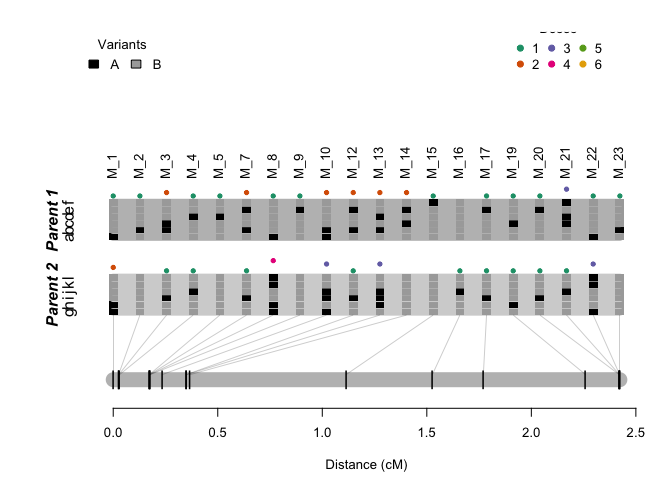 Variants
A B
1 3 5
2 4 6
M_1 M_2 M_3 M_4 M_5 M_7 M_8 M_9 M_10 M_12 M_13 M_14 M_15 M_16 M_17 M_19 M_20 M_21 M_22 M_23
Parent 1
abcdef
Parent 2
ghijkl
0.0 0.5 1.0 1.5 2.0 2.5
Distance (cM)